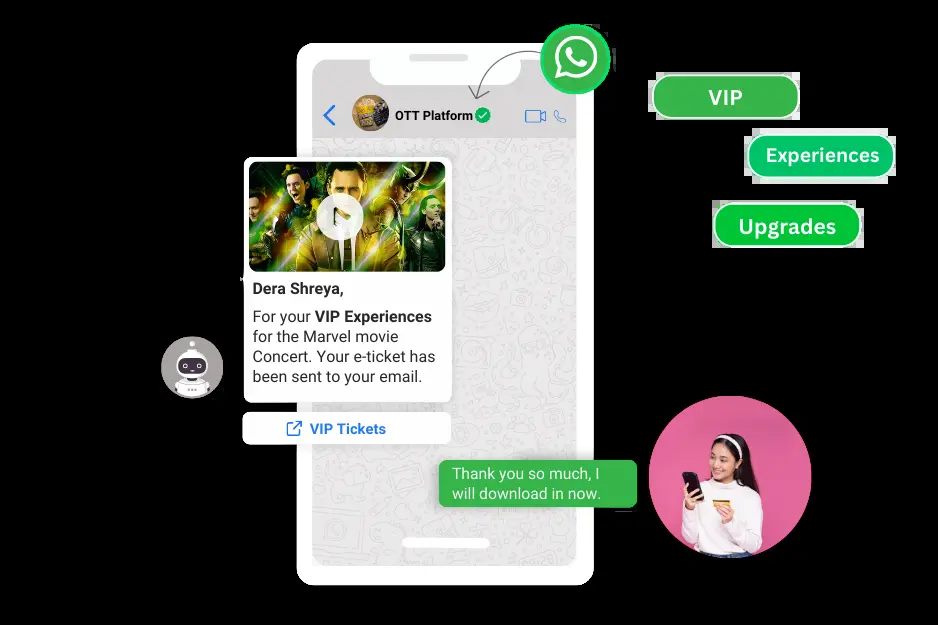 OTT Platform
VIP
Experiences
Upgrades
Dera Shreya,
For your VIP Experiences
for the Marvel movie
Concert. Your e-ticket has
been sent to your email.
VIP Tickets
Thank you so much, I
will download in now.